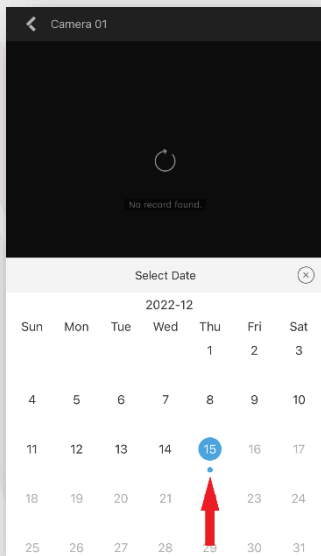 Camera 01
No record found.
Select Date
2022-12
Sun Mon Tue Wed Thu Fri Sat
1 2 3
4 5 6 7 8 9 10
11 12 13 14 15 16 17
18 19 20 21 23 24
25 26 27 28 29 30 31